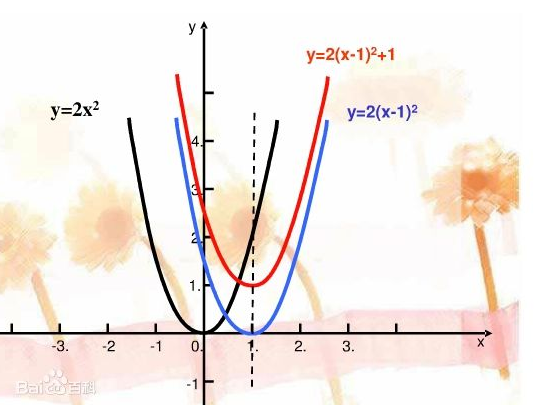 y
y=2(x-1)²+1
y=2x²
y=2(x-1)²
4.
3.
2.
1.
-3. -2 -1 0. 1. 2. 3. x
-1
Bai百科